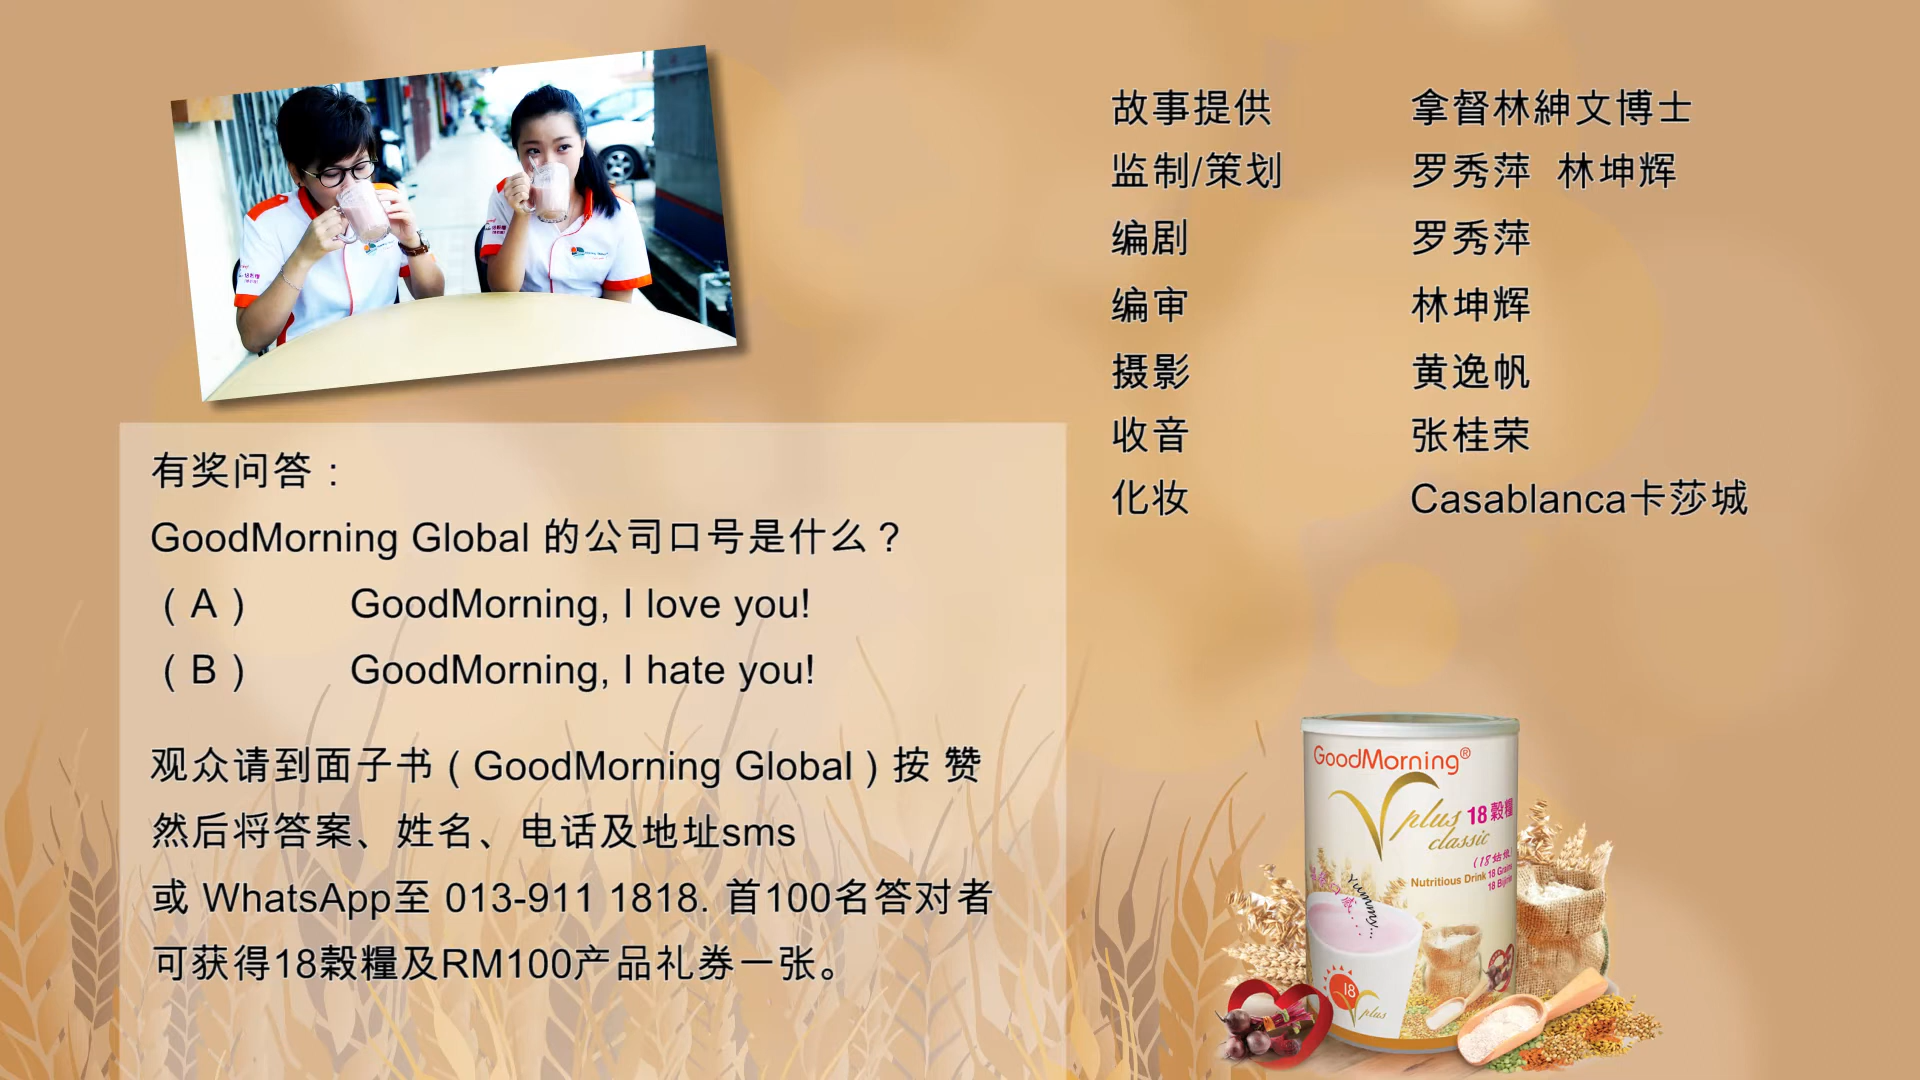 故事提供 拿督林紳文博士
监制/策划 罗秀萍 林坤辉
编剧 罗秀萍
编审 林坤辉
摄影 黄逸帆
收音 张桂荣
化妆 Casablanca卡莎城
有奖问答：
GoodMorning Global 的公司口号是什么？
（A） GoodMorning, I love you!
（B） GoodMorning, I hate you!
观众请到面子书（GoodMorning Global）按 赞
然后将答案、姓名、电话及地址sms
或 WhatsApp至 013-911 1818. 首100名答对者
可获得18穀糧及RM100产品礼券一张。
GoodMorning®
Vplus 18穀糧
classic
Nutritious Drink 18 Grains
Yummy...
18
Vplus